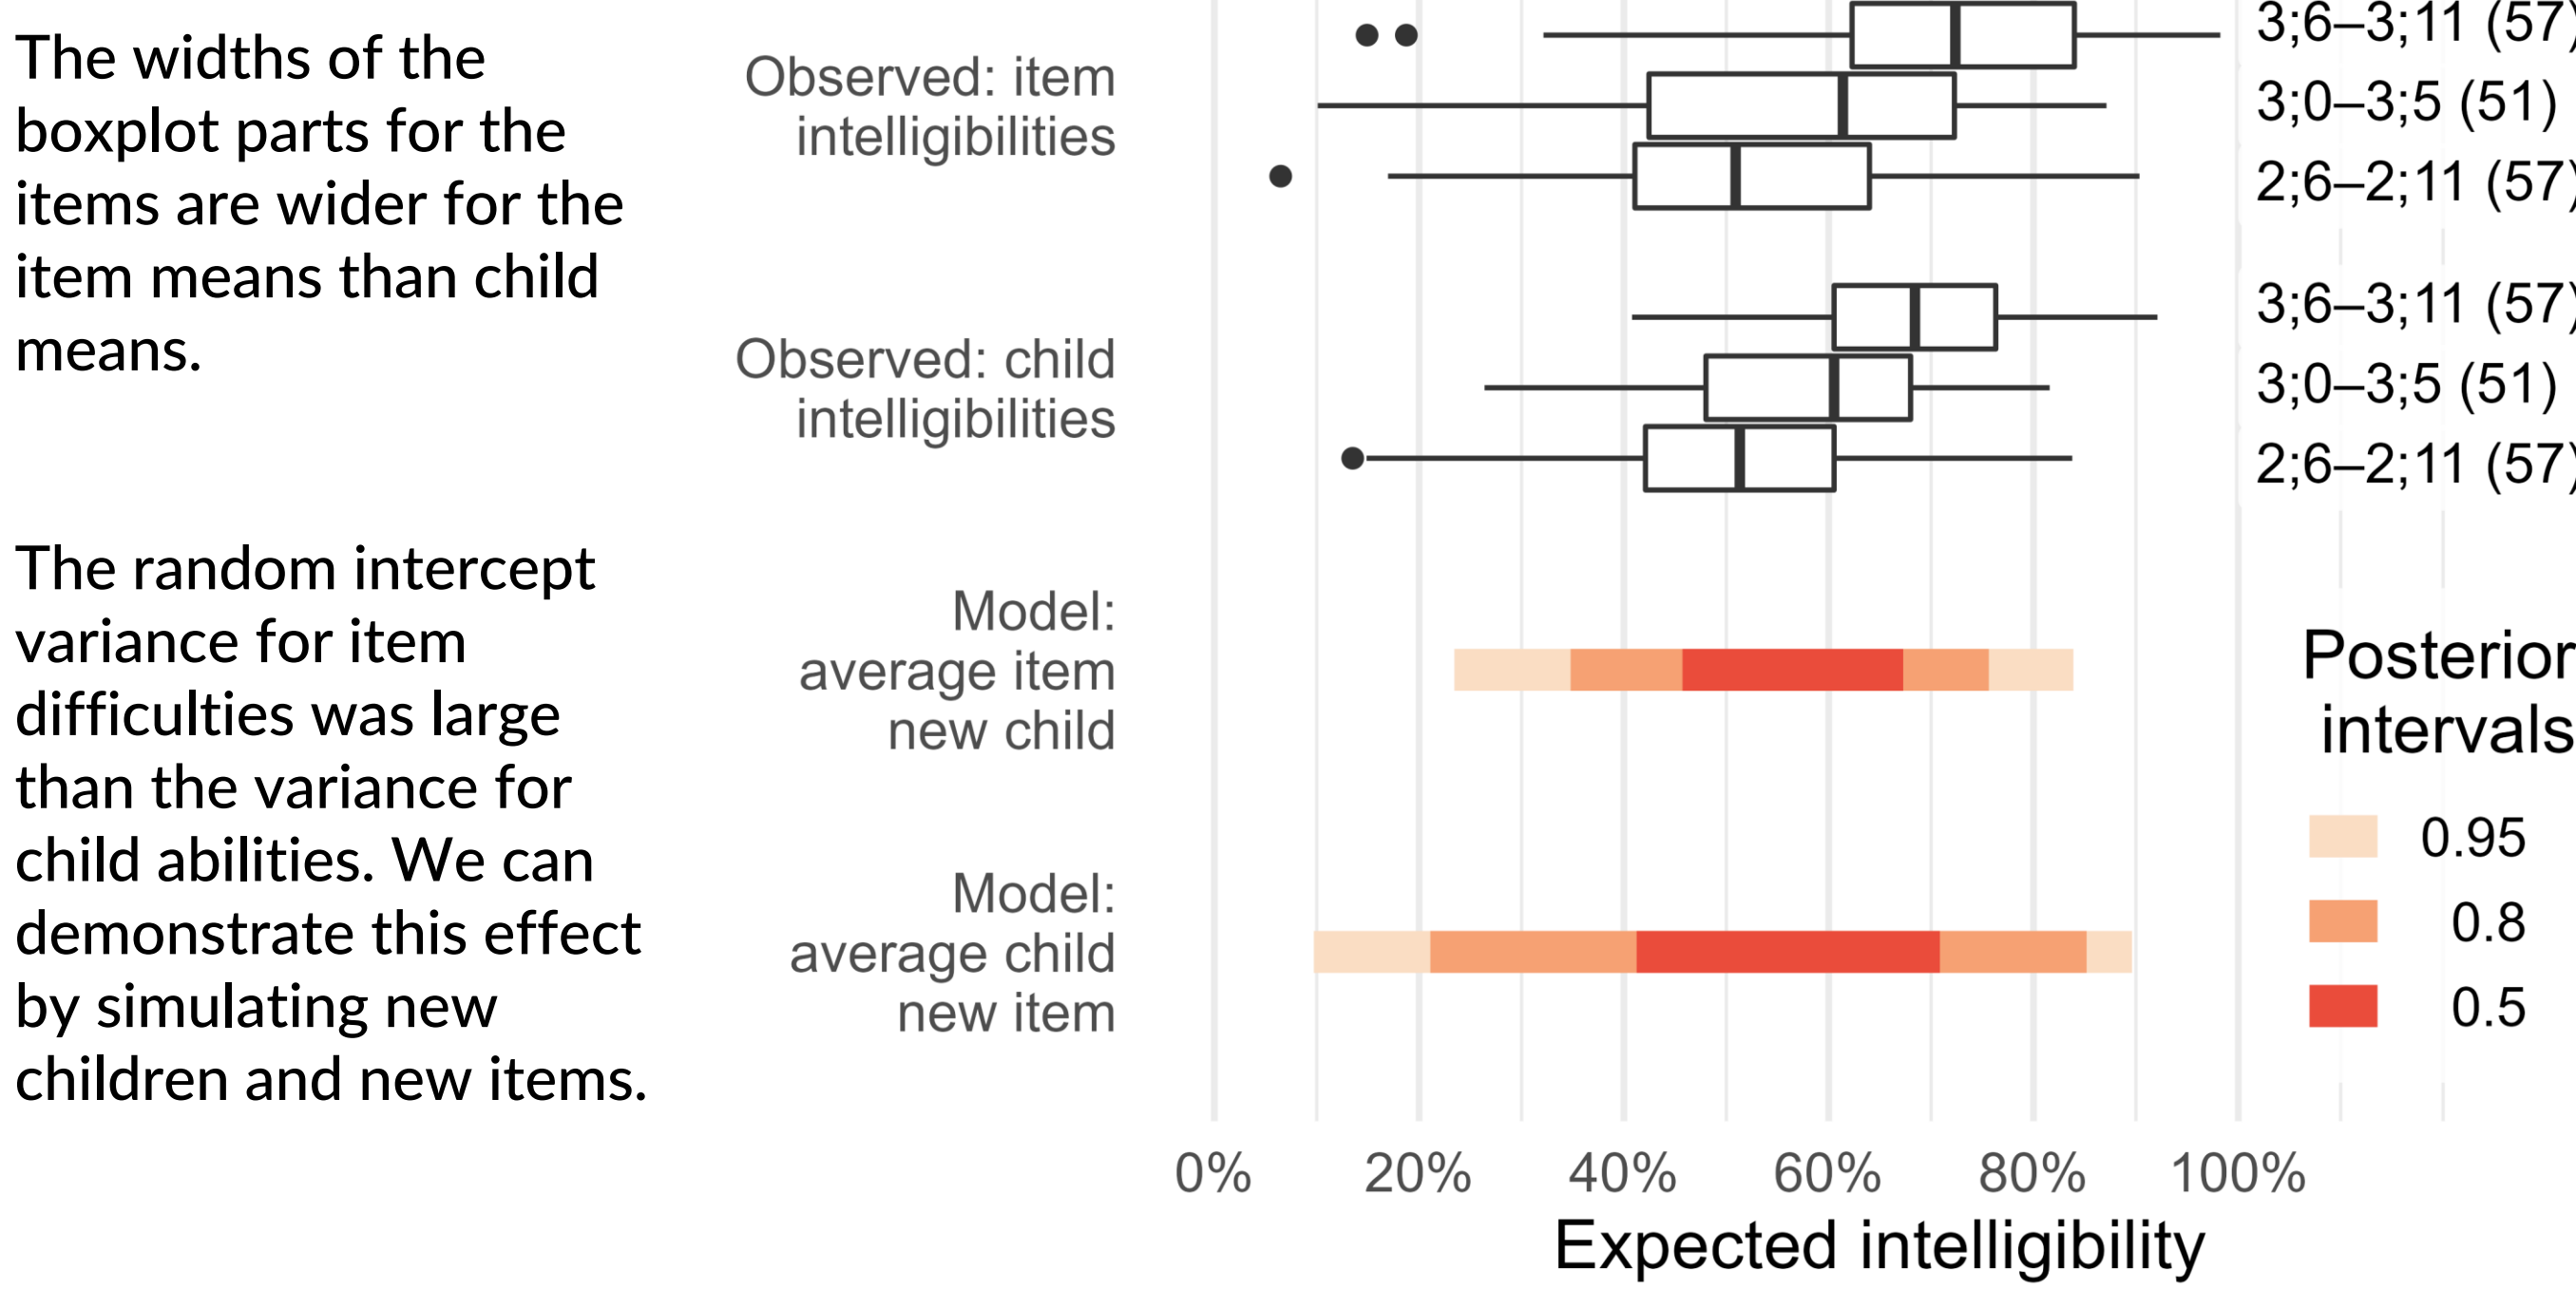 The widths of the
boxplot parts for the
items are wider for the
item means than child
means.
The random intercept
variance for item
difficulties was large
than the variance for
child abilities. We can
demonstrate this effect
by simulating new
children and new items.
Observed: item
intelligibilities
3;6–3;11 (57)
3;0–3;5 (51)
2;6–2;11 (57)
Observed: child
intelligibilities
3;6–3;11 (57)
3;0–3;5 (51)
2;6–2;11 (57)
Model:
average item
new child
Model:
average child
new item
Posterior
intervals
0.95
0.8
0.5
0% 20% 40% 60% 80% 100%
Expected intelligibility